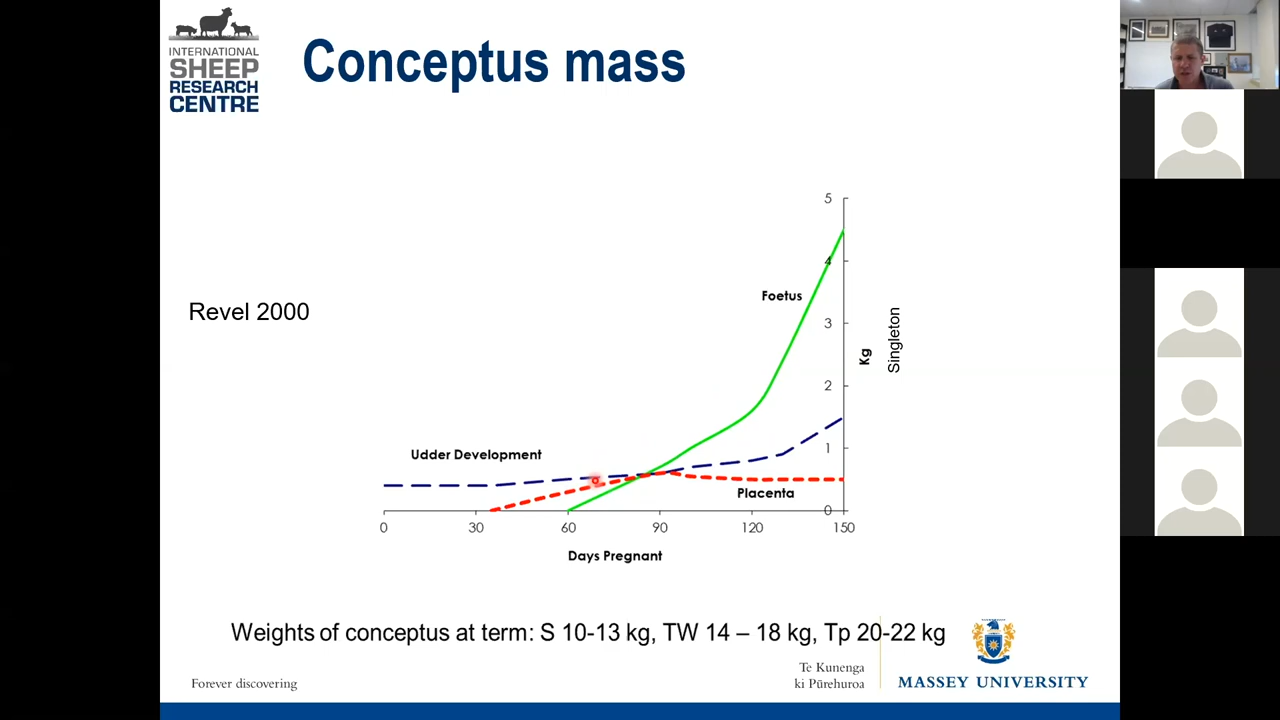 INTERNATIONAL
SHEEP
RESEARCH
CENTRE
Conceptus mass
Revel 2000
5
4
3
2
1
0
Foetus
Udder Development
Placenta
Kg
Singleton
0 30 60 90 120 150
Days Pregnant
Weights of conceptus at term: S 10-13 kg, TW 14 – 18 kg, Tp 20-22 kg
Forever discovering
Te Kunenga
ki Pūrehuroa
MASSEY UNIVERSITY